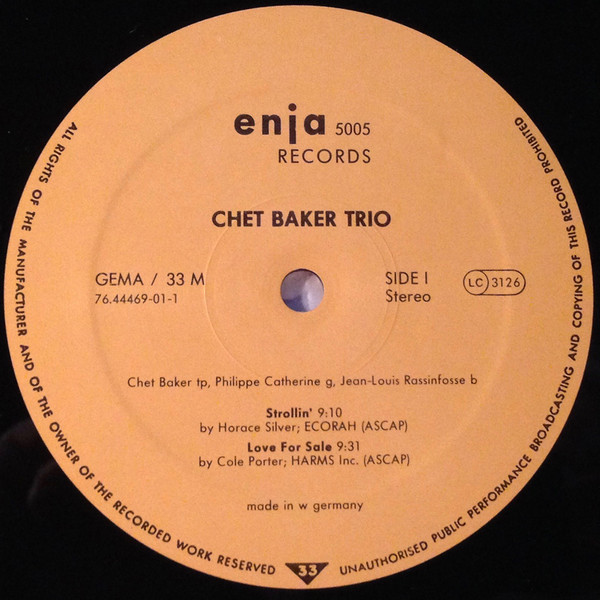 enja 5005
RECORDS
CHET BAKER TRIO
GEMA / 33 M
76.44469-01-1
SIDE I
Stereo
LC 3126
Chet Baker tp, Philippe Catherine g, Jean-Louis Rassinfosse b
Strollin' 9:10
by Horace Silver; ECORAH (ASCAP)
Love For Sale 9:31
by Cole Porter; HARMS Inc. (ASCAP)
made in w germany
ALL RIGHTS OF THE MANUFACTURER AND OF THE OWNER OF THE RECORDED WORK RESERVED
33
UNAUTHORISED PUBLIC PERFORMANCE BROADCASTING AND COPYING OF THIS RECORD PROHIBITED